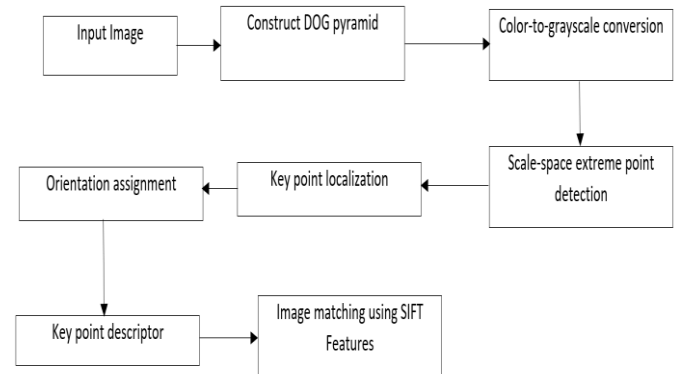 Input Image
Construct DOG pyramid
Color-to-grayscale conversion
Scale-space extreme point
detection
Key point localization
Orientation assignment
Key point descriptor
Image matching using SIFT
Features